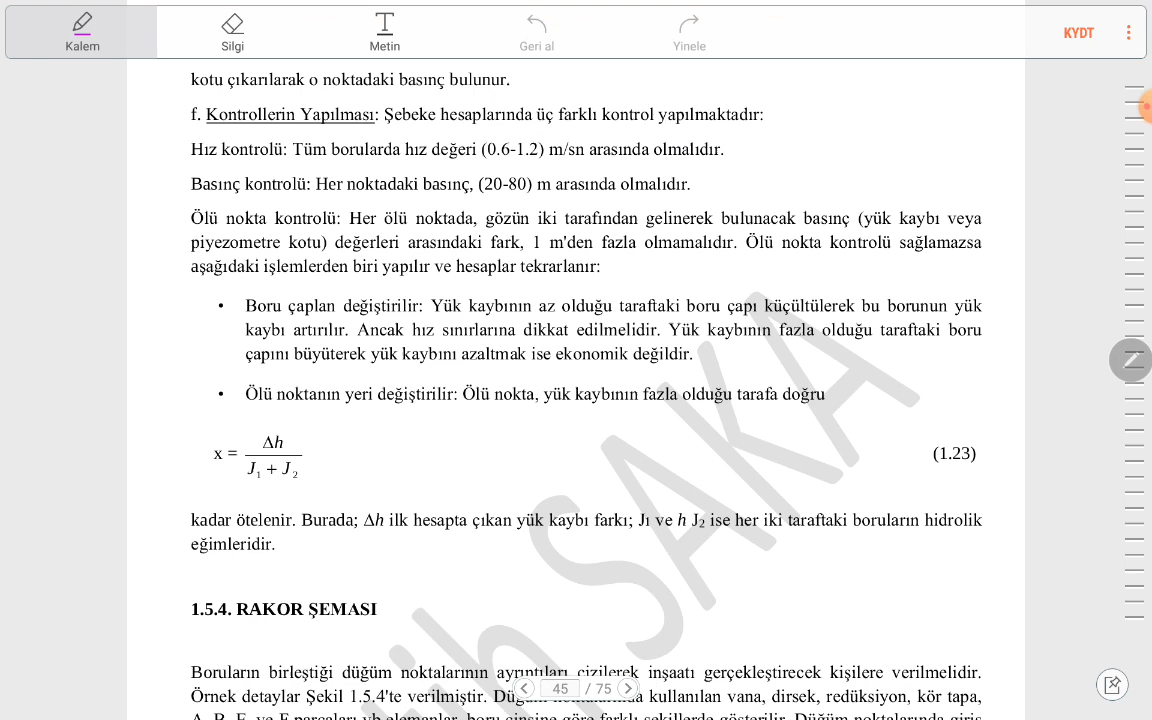 Kalem Silgi Metin Geri al Yinele KYDT
kotu çıkarılarak o noktadaki basınç bulunur.
f. Kontrollerin Yapılması: Şebeke hesaplarında üç farklı kontrol yapılmaktadır:
Hız kontrolü: Tüm borularda hız değeri (0.6-1.2) m/sn arasında olmalıdır.
Basınç kontrolü: Her noktadaki basınç, (20-80) m arasında olmalıdır.
Ölü nokta kontrolü: Her ölü noktada, gözün iki tarafından gelinerek bulunacak basınç (yük kaybı veya
piyezometre kotu) değerleri arasındaki fark, 1 m'den fazla olmamalıdır. Ölü nokta kontrolü sağlamazsa
aşağıdaki işlemlerden biri yapılır ve hesaplar tekrarlanır:
• Boru çaplan değiştirilir: Yük kaybının az olduğu taraftaki boru çapı küçültülerek bu borunun yük
kaybı artırılır. Ancak hız sınırlarına dikkat edilmelidir. Yük kaybının fazla olduğu taraftaki boru
çapını büyüterek yük kaybını azaltmak ise ekonomik değildir.
• Ölü noktanın yeri değiştirilir: Ölü nokta, yük kaybının fazla olduğu tarafa doğru
x = Δh / J₁ + J₂ (1.23)
kadar ötelenir. Burada; Δh ilk hesapta çıkan yük kaybı farkı; J1 ve h J₂ ise her iki taraftaki boruların hidrolik
eğimleridir.
1.5.4. RAKOR ŞEMASI
Boruların birleştiği düğüm noktalarının ayrıntıları çizilerek inşaatı gerçekleştirecek kişilere verilmelidir.
Örnek detaylar Şekil 1.5.4'te verilmiştir. kullanılan vana, dirsek, redüksiyon, kör tapa,
45 / 75
SAKA